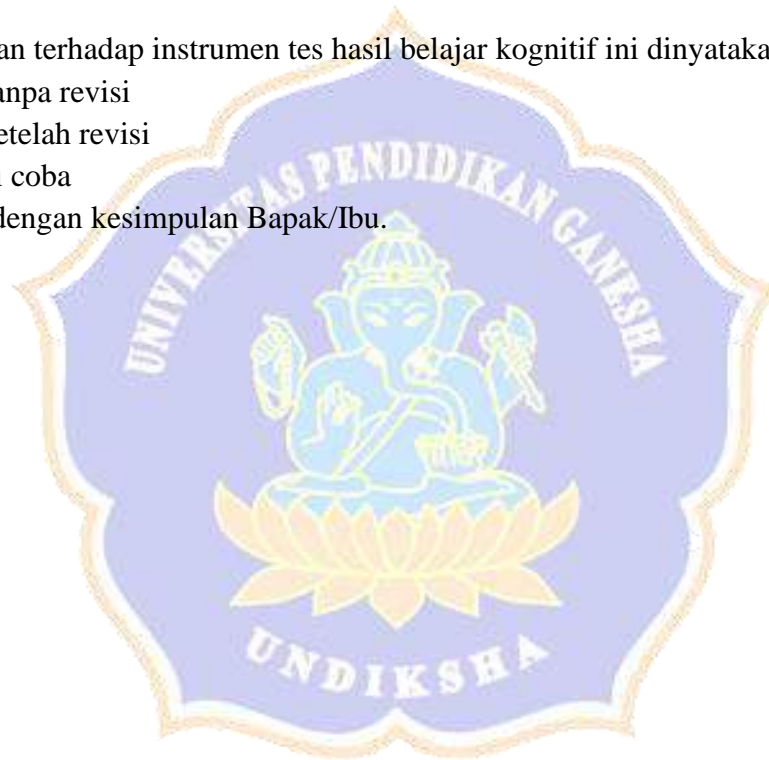 an terhadap instrumen tes hasil belajar kognitif ini dinyataka
anpa revisi
etelah revisi
i coba
dengan kesimpulan Bapak/Ibu.
UNIVERSITAS PENDIDIKAN GANESHA
UNDIKSHA